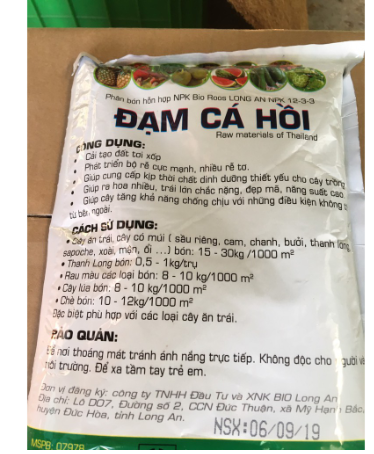 Phân bón hỗn hợp NPK Bio Roos LONG AN NPK 12-3-3
ĐẠM CÁ HỒI
Raw materials of Thailand
CÔNG DỤNG:
• Cải tạo đất tơi xốp
• Phát triển bộ rễ cực mạnh, nhiều rễ tơ.
• Giúp cung cấp kịp thời chất dinh dưỡng thiết yếu cho cây trồng
• Giúp ra hoa nhiều, trái lớn chắc nặng, đẹp mã, năng suất cao
• Giúp cây tăng khả năng chống chịu với những điều kiện không
từ bên ngoài.
CÁCH SỬ DỤNG:
• Cây ăn trái, cây có múi ( sầu riêng, cam, chanh, bưởi, thanh long
sapoche, xoài, mận, ổi ...) bón: 15 - 30kg /1000 m²
• Thanh Long bón: 0,5 - 1kg/trụ
• Rau màu các loại bón: 8 - 10 kg/1000 m²
• Cây lúa bón: 8 - 10 kg/1000 m²
• Chè bón: 10 - 12kg/1000 m²
Đặc biệt phù hợp với các loại cây ăn trái.
BẢO QUẢN:
Để nơi thoáng mát tránh ánh nắng trực tiếp. Không độc cho người và
môi trường. Để xa tầm tay trẻ em.
Đơn vị đăng ký: công ty TNHH Đầu Tư và XNK BIO Long An
Địa chỉ: Lô D07, Đường số 2, CCN Đức Thuận, xã Mỹ Hạnh Bắc,
huyện Đức Hòa, tỉnh Long An.
NSX:06/09/19
MSPB: 07978